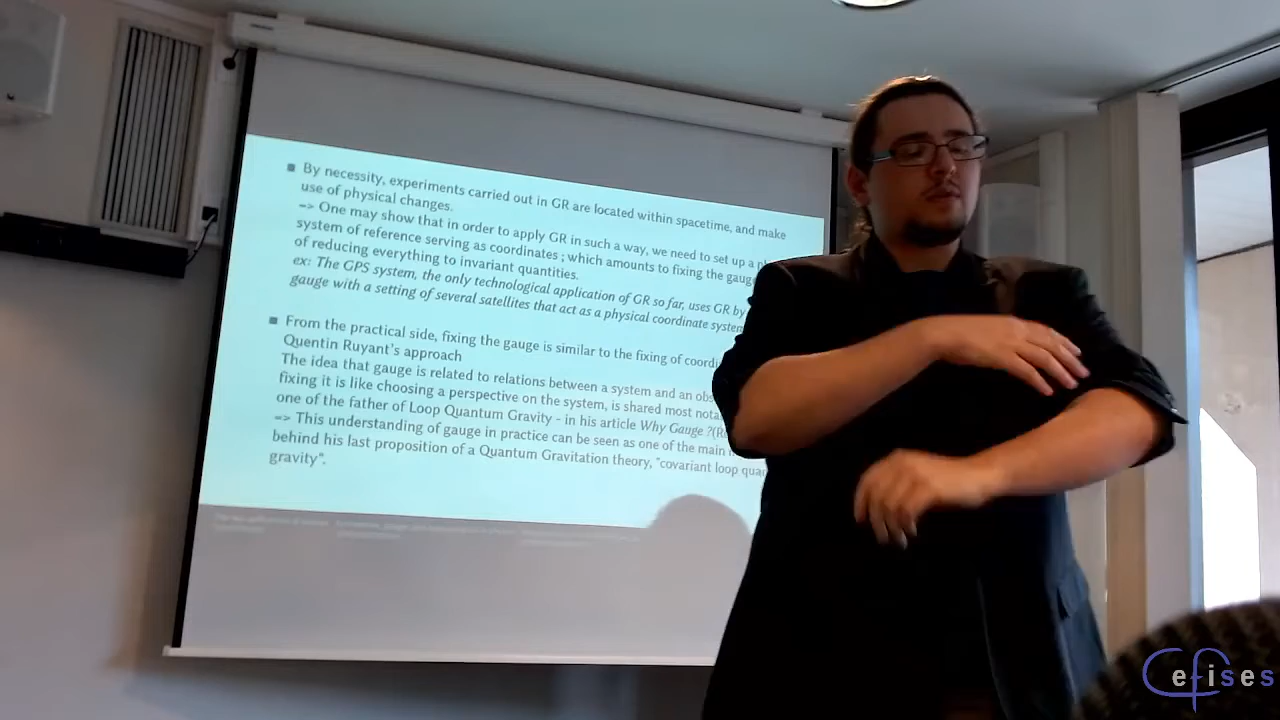 ■ By necessity, experiments carried out in GR are located within spacetime, and make
use of physical changes.
=> One may show that in order to apply GR in such a way, we need to set up a
system of reference serving as coordinates ; which amounts to fixing the
of reducing everything to invariant quantities.
ex: The GPS system, the only technological application of GR so far, uses GR by
gauge with a setting of several satellites that act as a physical coordinate system
■ From the practical side, fixing the gauge is similar to the fixing of
Quentin Ruyant's approach
The idea that gauge is related to relations between a system and an
fixing it is like choosing a perspective on the system, is shared most
one of the father of Loop Quantum Gravity - in his article Why Gauge ?
=> This understanding of gauge in practice can be seen as one of the main
behind his last proposition of a Quantum Gravitation theory, "covariant loop
gravity".
Cefises